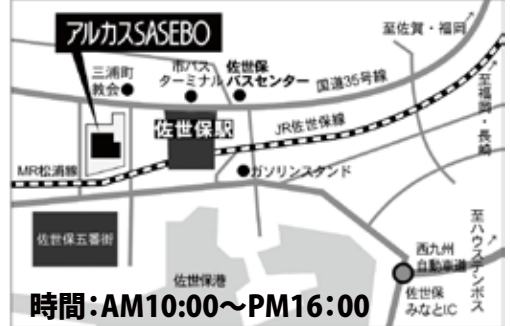 アルカスSASEBO
至佐賀・福岡
三浦町
教会
市バス
ターミナル
佐世保
バスセンター
国道35号線
至福岡・長崎
佐世保駅
JR佐世保線
MR松浦線
ガソリンスタンド
佐世保五番街
至ハウステンボス
西九州
自動車道
佐世保港
佐世保
みなとIC
時間：AM10:00～PM16:00